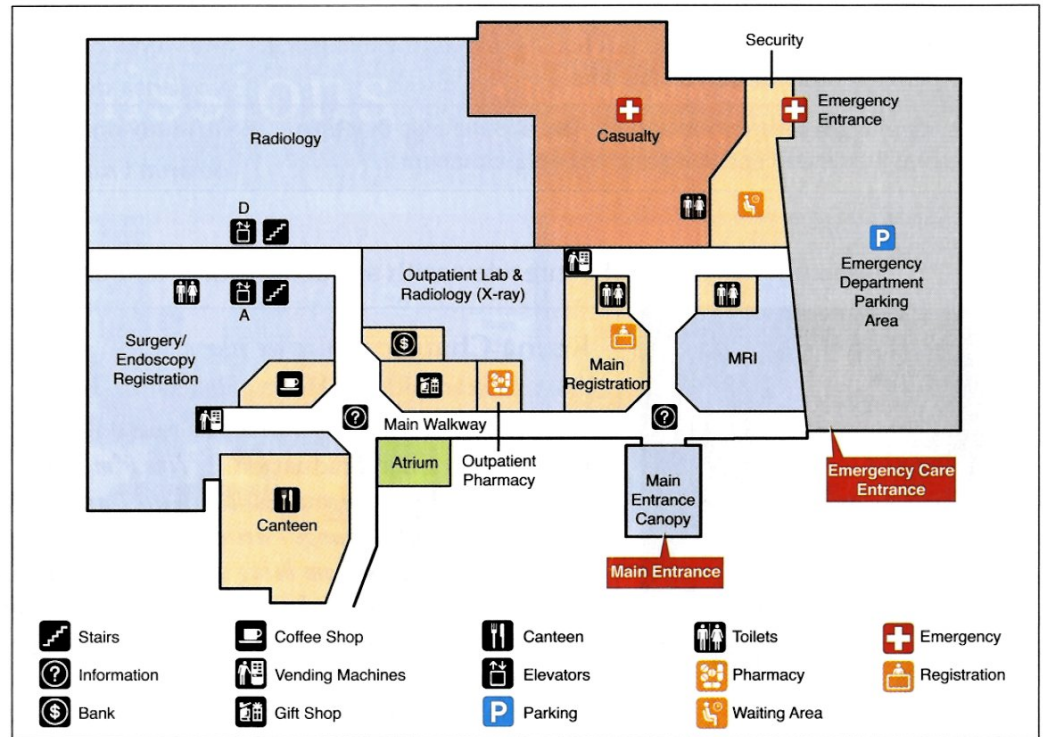 Security
Emergency
Entrance
Radiology
Casualty
D
P
Emergency
Department
Parking
Area
Outpatient Lab &
Radiology (X-ray)
A
Surgery/
Endoscopy
Registration
$
Main
Registration
MRI
?
Main Walkway
?
Atrium
Outpatient
Pharmacy
Emergency Care
Entrance
Main
Entrance
Canopy
Canteen
Main Entrance
Stairs
Coffee Shop
Canteen
Toilets
Emergency
? Information
Vending Machines
Elevators
Pharmacy
Registration
$ Bank
Gift Shop
P Parking
Waiting Area